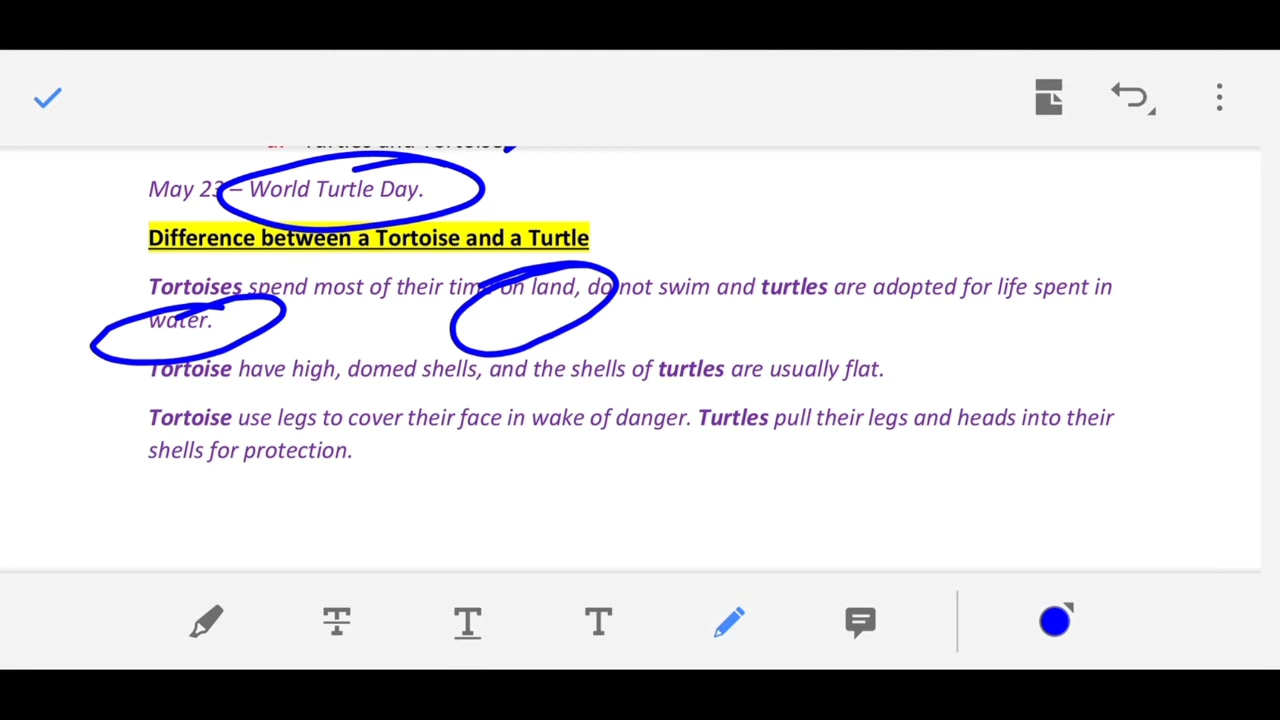 Turtles and Tortoise
May 23 – World Turtle Day.
Difference between a Tortoise and a Turtle
Tortoises spend most of their time on land, do not swim and turtles are adopted for life spent in
water.
Tortoise have high, domed shells, and the shells of turtles are usually flat.
Tortoise use legs to cover their face in wake of danger. Turtles pull their legs and heads into their
shells for protection.